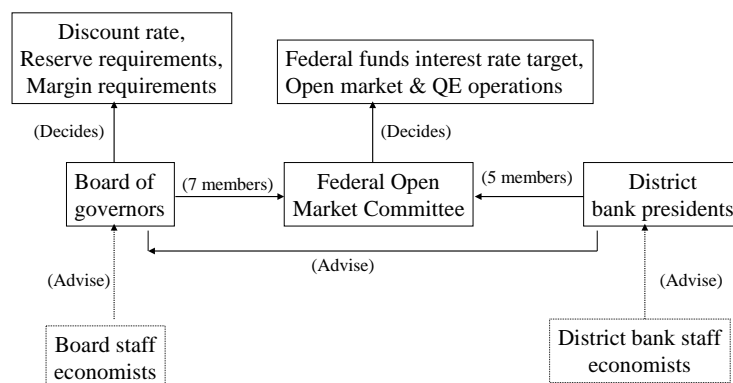 Discount rate,
Reserve requirements,
Margin requirements
Federal funds interest rate target,
Open market & QE operations
(Decides)
(Decides)
Board of
governors
(7 members)
Federal Open
Market Committee
(5 members)
District
bank presidents
(Advise)
(Advise)
(Advise)
Board staff
economists
District bank staff
economists